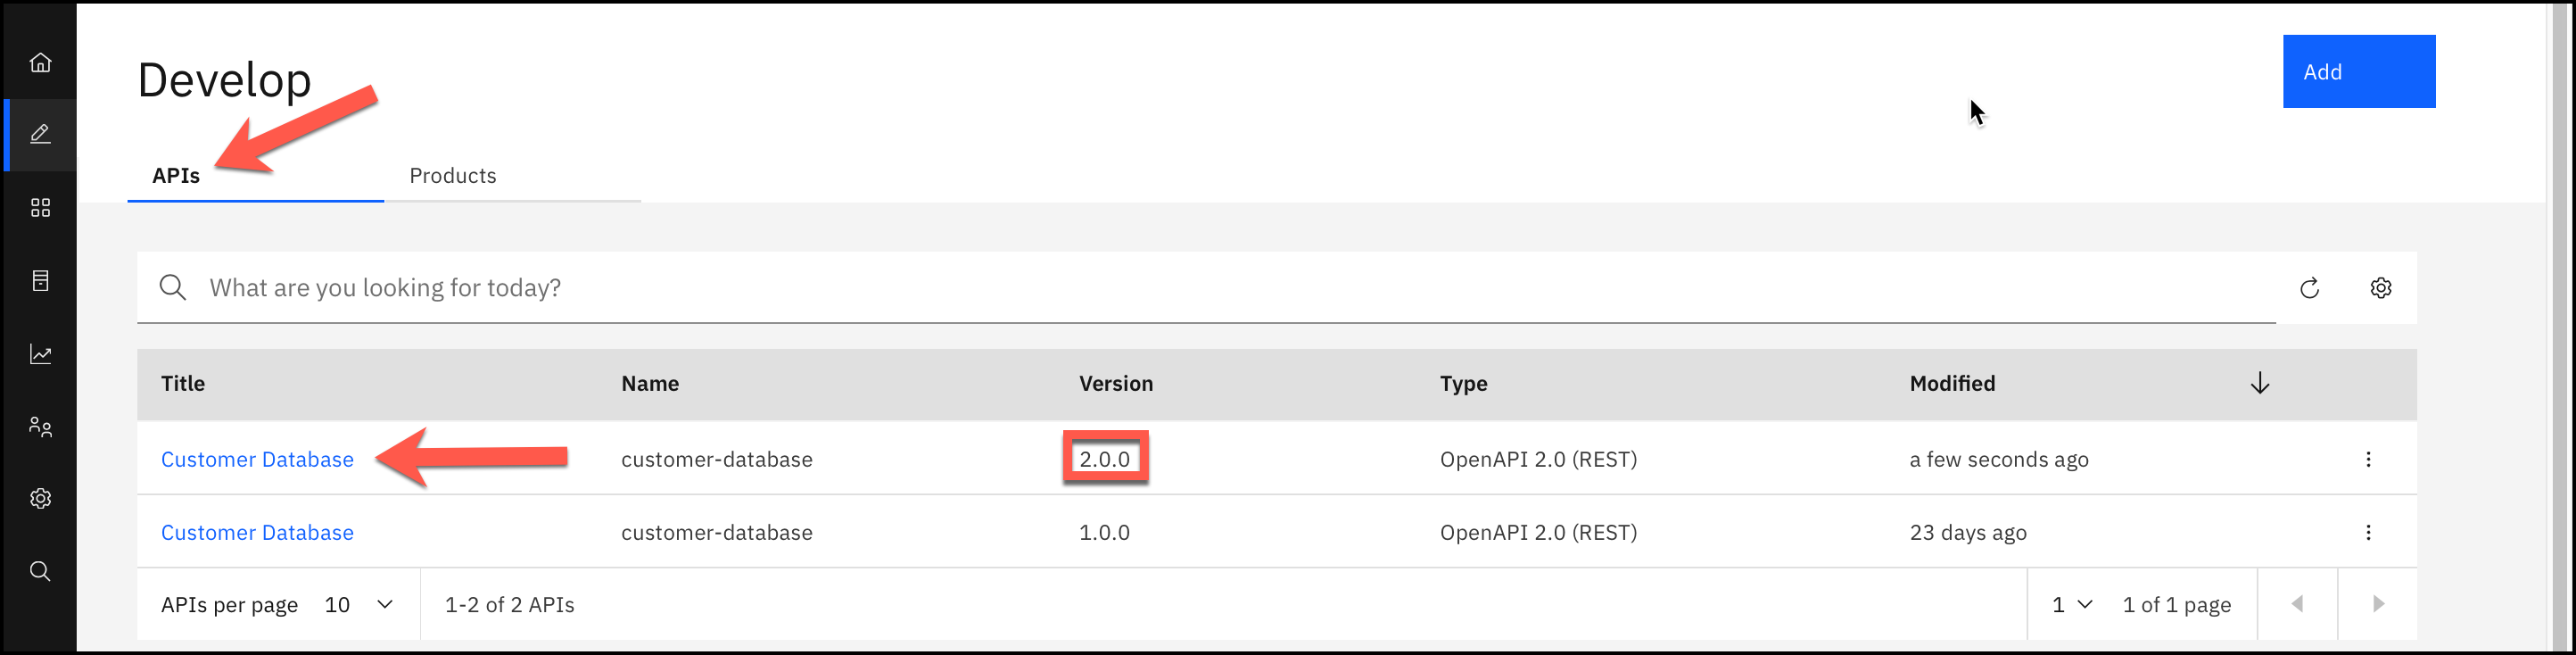 Develop
Add
APIs Products
What are you looking for today?
Title Name Version Type Modified
Customer Database customer-database 2.0.0 OpenAPI 2.0 (REST) a few seconds ago
Customer Database customer-database 1.0.0 OpenAPI 2.0 (REST) 23 days ago
APIs per page 10 1-2 of 2 APIs 1 1 of 1 page